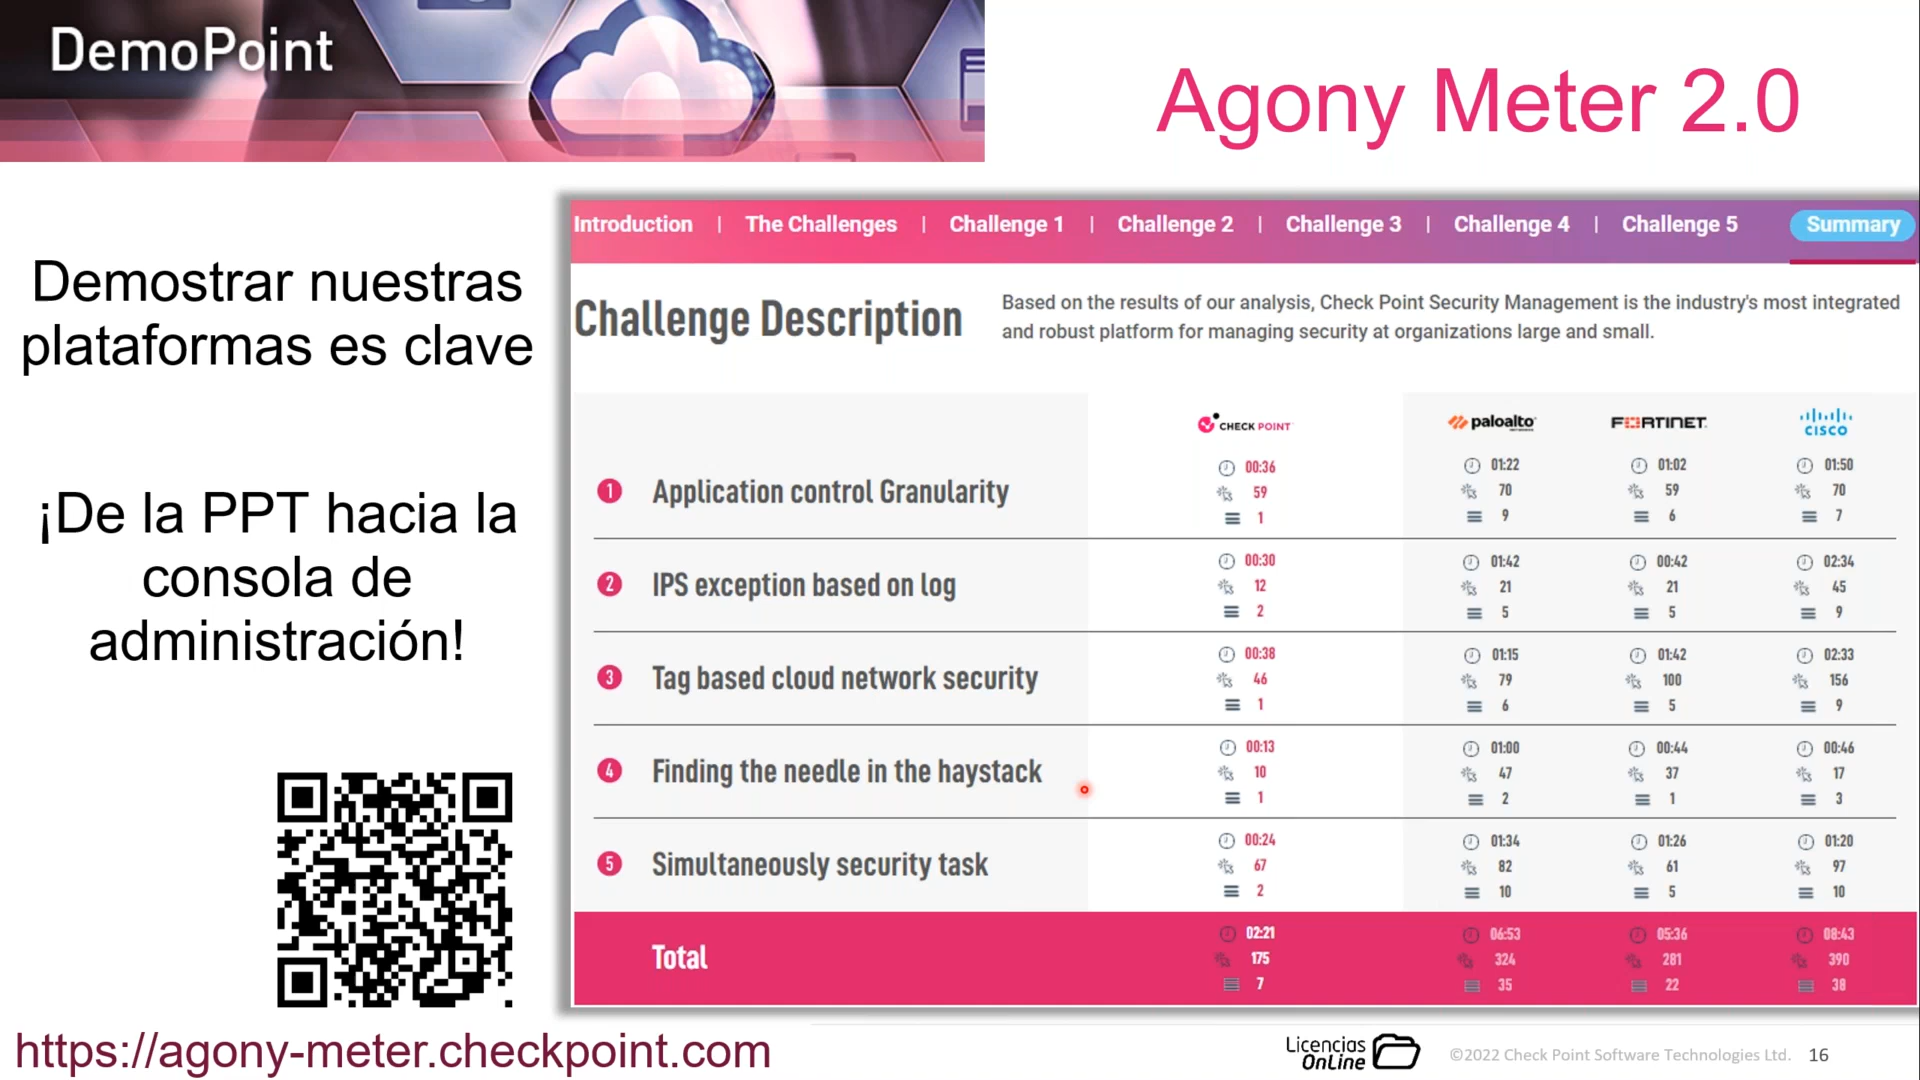 DemoPoint
Agony Meter 2.0
Demostrar nuestras
plataformas es clave
¡De la PPT hacia la
consola de
administración!
https://agony-meter.checkpoint.com
Introduction | The Challenges | Challenge 1 | Challenge 2 | Challenge 3 | Challenge 4 | Challenge 5 Summary
Challenge Description
Based on the results of our analysis, Check Point Security Management is the industry's most integrated
and robust platform for managing security at organizations large and small.
CHECK POINT paloalto NETWORKS FORTINET CISCO
1 Application control Granularity
00:36 01:22 01:02 01:50
59 70 59 70
1 9 6 7
2 IPS exception based on log
00:30 01:42 00:42 02:34
12 21 21 45
2 5 5 9
3 Tag based cloud network security
00:38 01:15 01:42 02:33
46 79 100 156
1 6 5 9
4 Finding the needle in the haystack
00:13 01:00 00:44 00:46
10 47 37 17
1 2 1 3
5 Simultaneously security task
00:24 01:34 01:26 01:20
67 82 61 97
2 10 5 10
Total
02:21 06:53 05:36 08:43
175 324 281 390
7 35 22 38
Licencias
OnLine
©2022 Check Point Software Technologies Ltd. 16